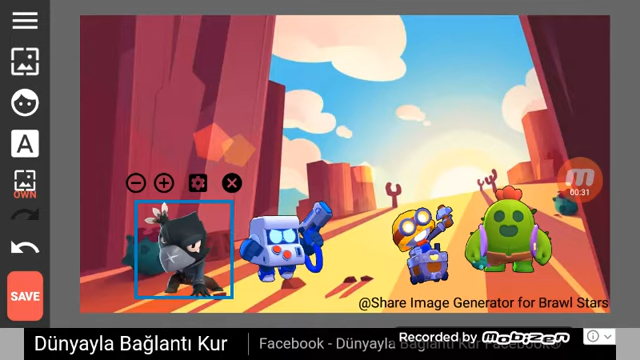 A
OWN
SAVE
00:31
@Share Image Generator for Brawl Stars
Dünyayla Bağlantı Kur
Facebook - Dünyayla Bağlantı Kur Facebook®
Recorded by MOBIZEN